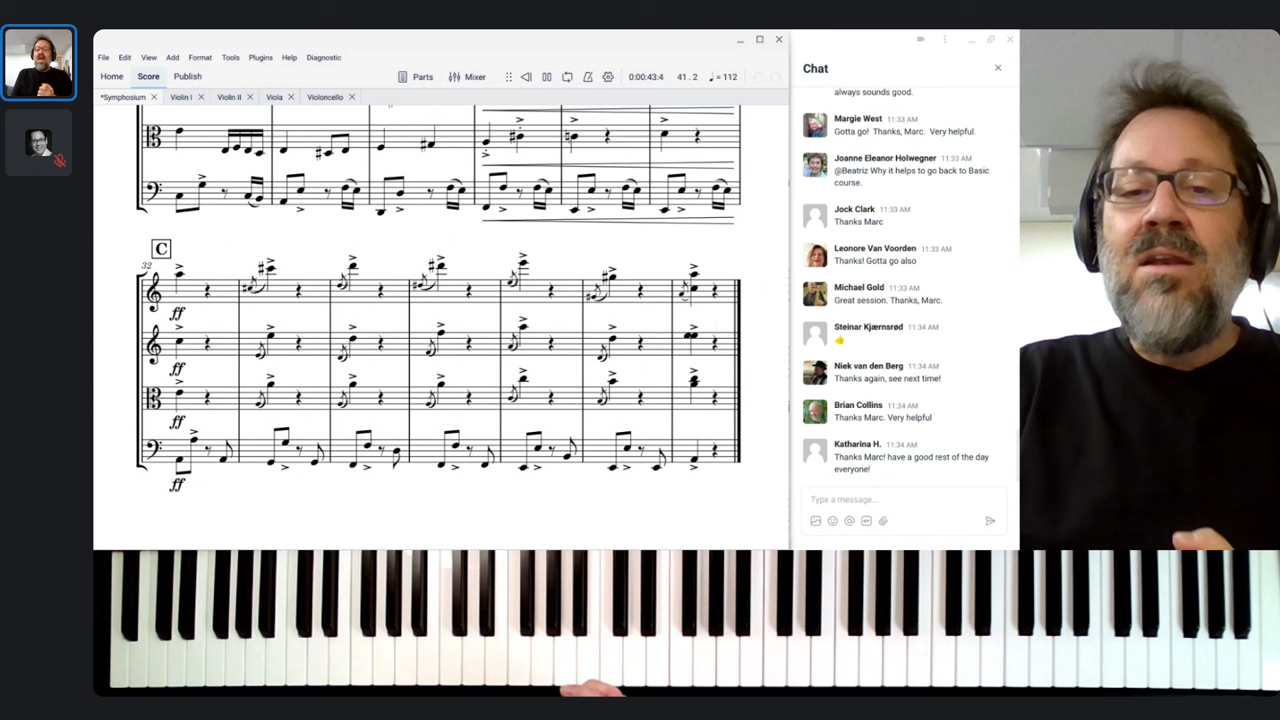 File Edit View Add Format Tools Plugins Help Diagnostic
Home Score Publish Parts Mixer 0:00:43:4 41. 2 = 112
*Symphosium Violin I Violin II Viola Violoncello
C
32
ff
ff
ff
ff
Chat
always sounds good.
Margie West 11:33 AM
Gotta go! Thanks, Marc. Very helpful.
Joanne Eleanor Holwegner 11:33 AM
@Beatriz Why it helps to go back to Basic
course.
Jock Clark 11:33 AM
Thanks Marc
Leonore Van Voorden 11:33 AM
Thanks! Gotta go also
Michael Gold 11:33 AM
Great session. Thanks, Marc.
Steinar Kjærnsrød 11:34 AM
👍
Niek van den Berg 11:34 AM
Thanks again, see next time!
Brian Collins 11:34 AM
Thanks Marc. Very helpful
Katharina H. 11:34 AM
Thanks Marc! have a good rest of the day
everyone!
Type a message...